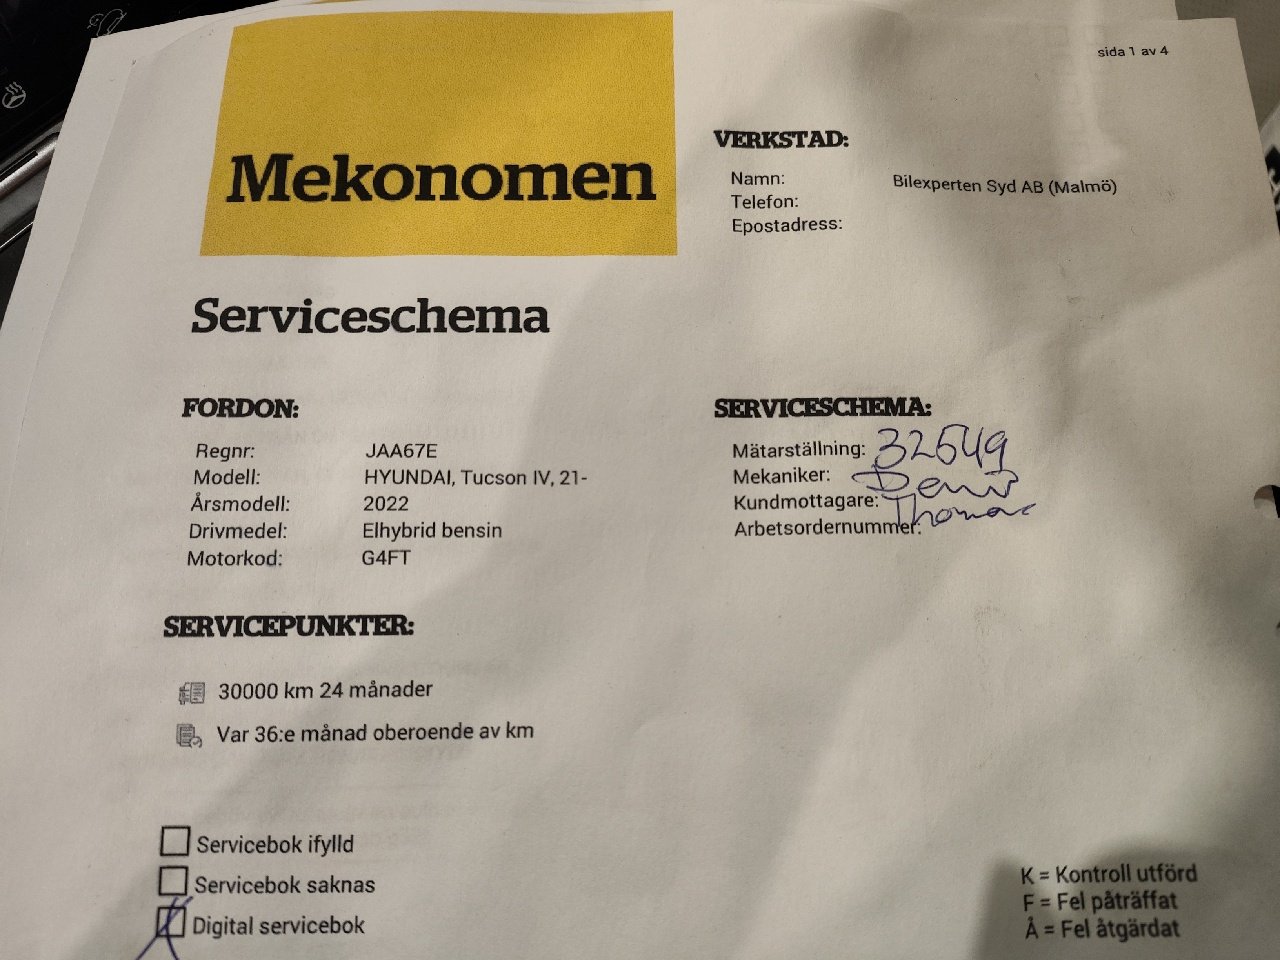 sida 1 av 4
Mekonomen
VERKSTAD:
Namn: Bilexperten Syd AB (Malmö)
Telefon:
Epostadress:
Serviceschema
FORDON:
Regnr: JAA67E
Modell: HYUNDAI, Tucson IV, 21-
Årsmodell: 2022
Drivmedel: Elhybrid bensin
Motorkod: G4FT
SERVICESCHEMA:
Mätarställning: 32649
Mekaniker: Denis
Kundmottagare: Thomas
Arbetsordernummer:
SERVICEPUNKTER:
30000 km 24 månader
Var 36:e månad oberoende av km
Servicebok ifylld
Servicebok saknas
Digital servicebok
K = Kontroll utförd
F = Fel påträffat
Å = Fel åtgärdat